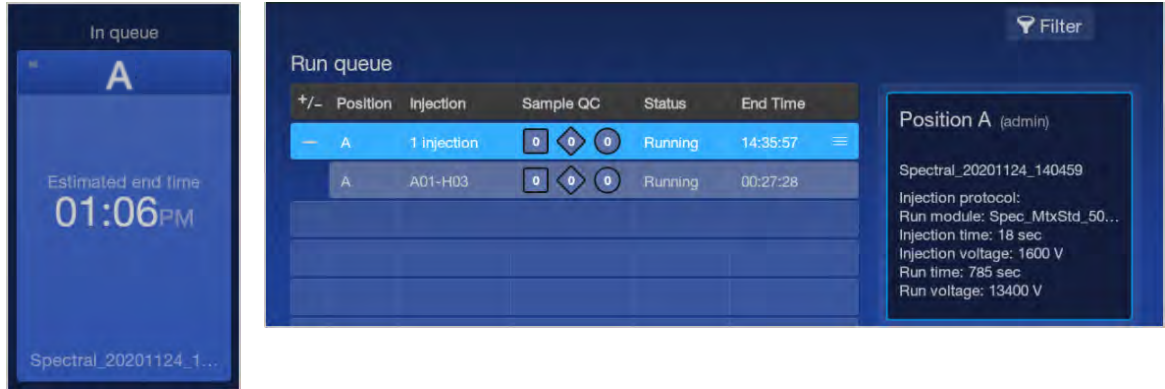 In queue
A
Estimated end time
01:06PM
Spectral_20201124_1...
Filter
Run queue
+/- Position Injection Sample QC Status End Time
A 1 injection 0 0 0 Running 14:35:57
A A01-H03 0 0 0 Running 00:27:28
Position A (admin)
Spectral_20201124_140459
Injection protocol:
Run module: Spec_MtxStd_50...
Injection time: 18 sec
Injection voltage: 1600 V
Run time: 785 sec
Run voltage: 13400 V